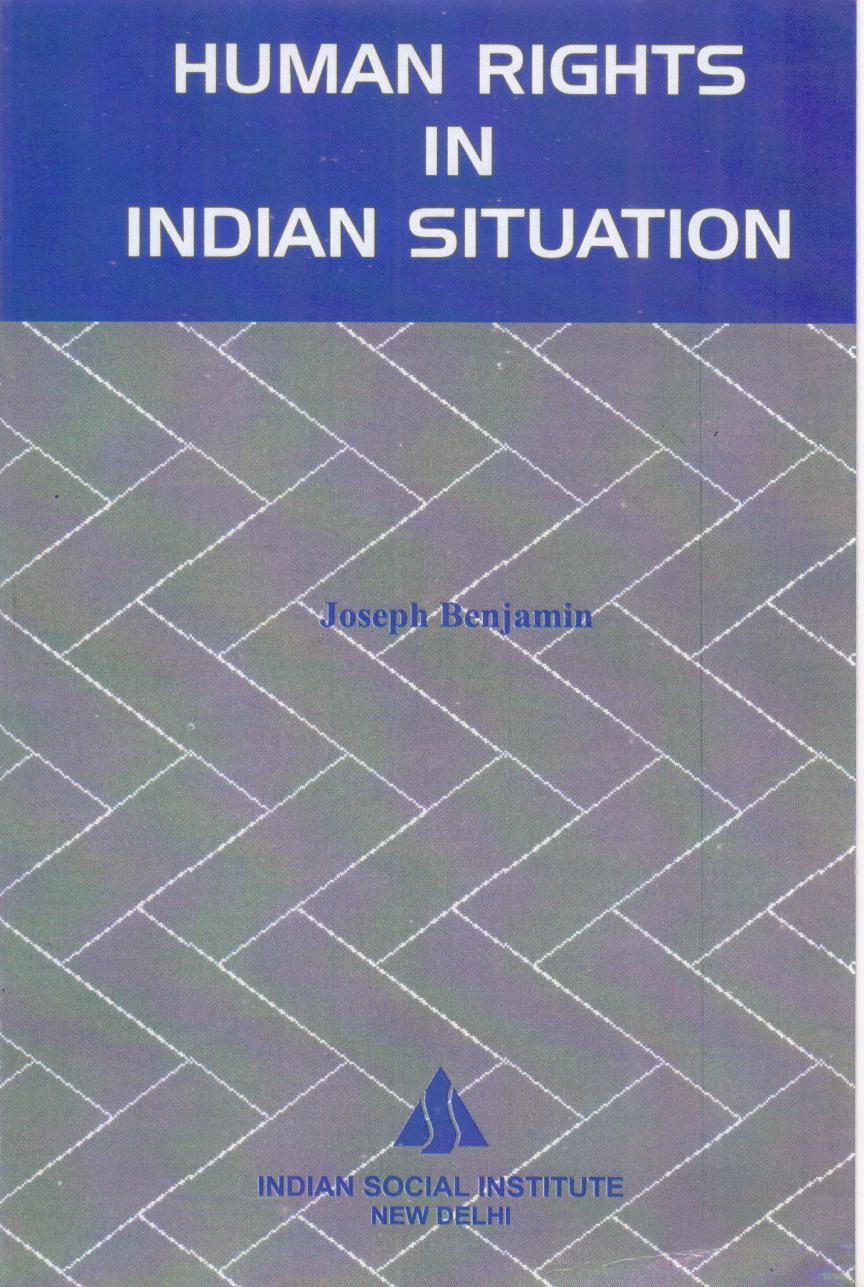 HUMAN RIGHTS
IN
INDIAN SITUATION
Joseph Benjamin
INDIAN SOCIAL INSTITUTE
NEW DELHI